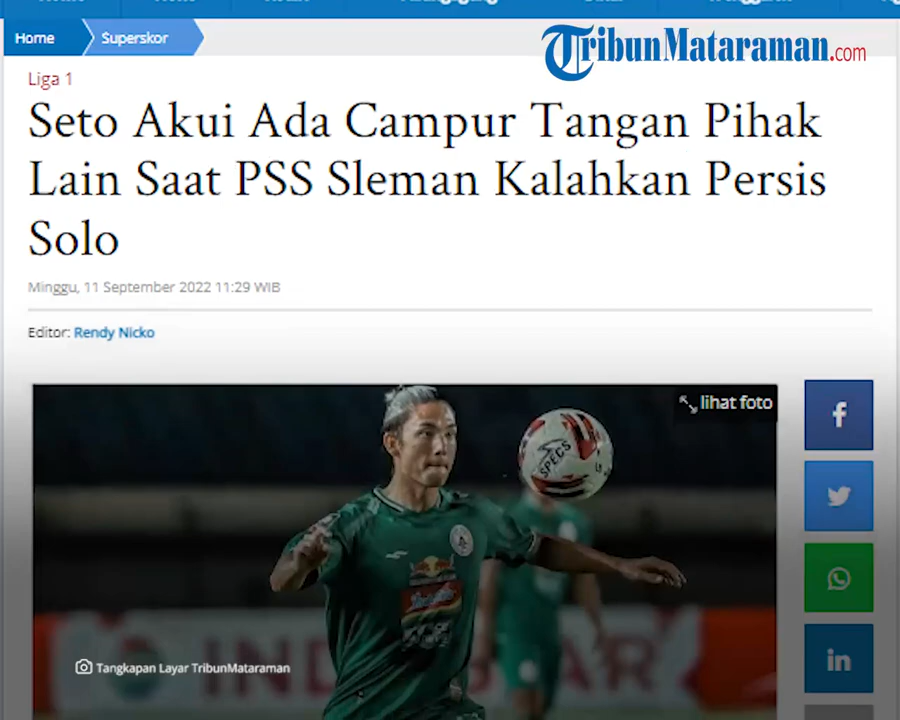 Home
Superskor
TribunMataraman.com
Liga 1
Seto Akui Ada Campur Tangan Pihak
Lain Saat PSS Sleman Kalahkan Persis
Solo
Minggu, 11 September 2022 11:29 WIB
Editor: Rendy Nicko
lihat foto
SPECS
Tangkapan Layar TribunMataraman